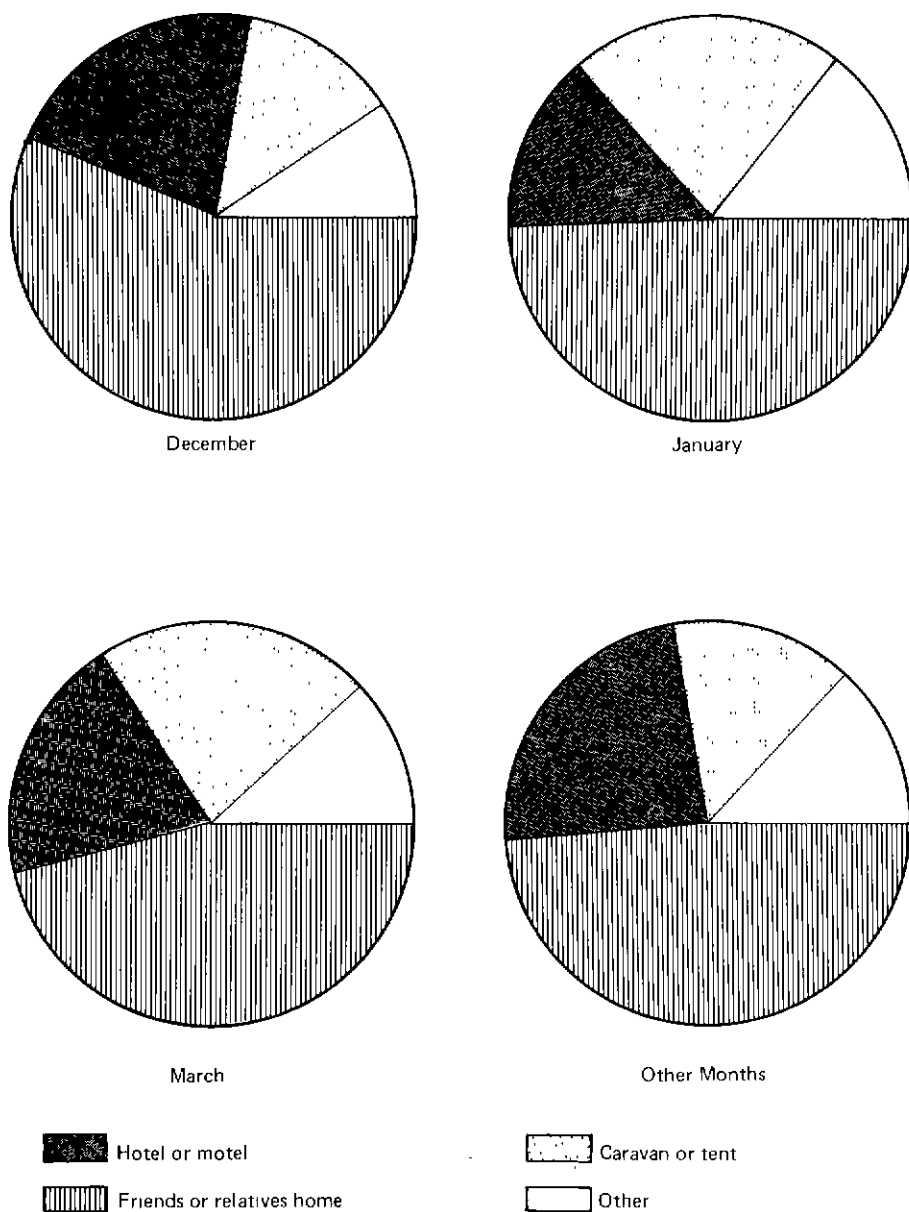 December
January
March
Other Months
Hotel or motel
Caravan or tent
Friends or relatives home
Other